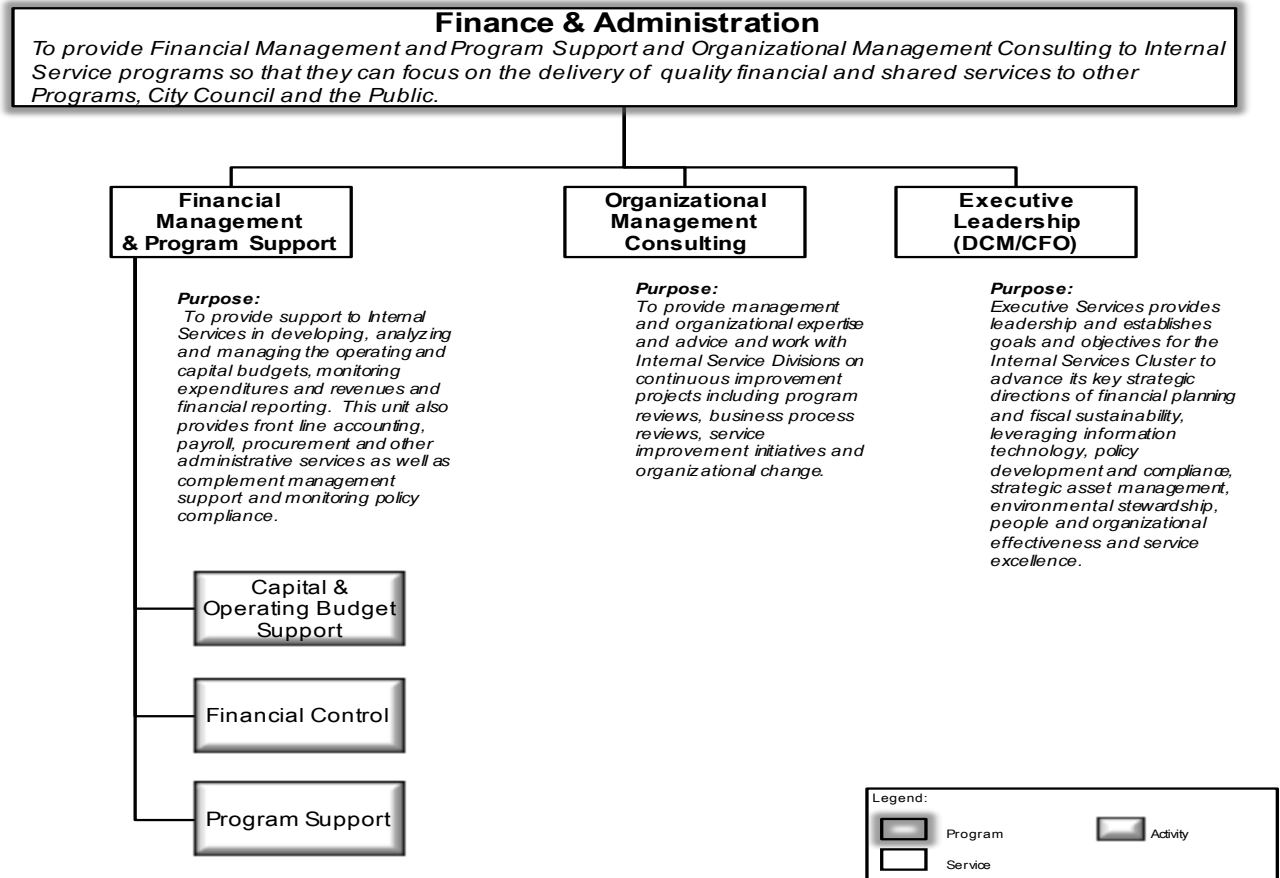 Finance & Administration
To provide Financial Management and Program Support and Organizational Management Consulting to Internal
Service programs so that they can focus on the delivery of quality financial and shared services to other
Programs, City Council and the Public.
Financial
Management
& Program Support
Purpose:
To provide support to Internal
Services in developing, analyzing
and managing the operating and
capital budgets, monitoring
expenditures and revenues and
financial reporting. This unit also
provides front line accounting,
payroll, procurement and other
administrative services as well as
complement management
support and monitoring policy
compliance.
Capital &
Operating Budget
Support
Financial Control
Program Support
Organizational
Management
Consulting
Purpose:
To provide management
and organizational expertise
and advice and work with
Internal Service Divisions on
continuous improvement
projects including program
reviews, business process
reviews, service
improvement initiatives and
organizational change.
Executive
Leadership
(DCM/CFO)
Purpose:
Executive Services provides
leadership and establishes
goals and objectives for the
Internal Services Cluster to
advance its key strategic
directions of financial planning
and fiscal sustainability,
leveraging information
technology, policy
development and compliance,
strategic asset management,
environmental stewardship,
people and organizational
effectiveness and service
excellence.
Legend:
Program
Activity
Service